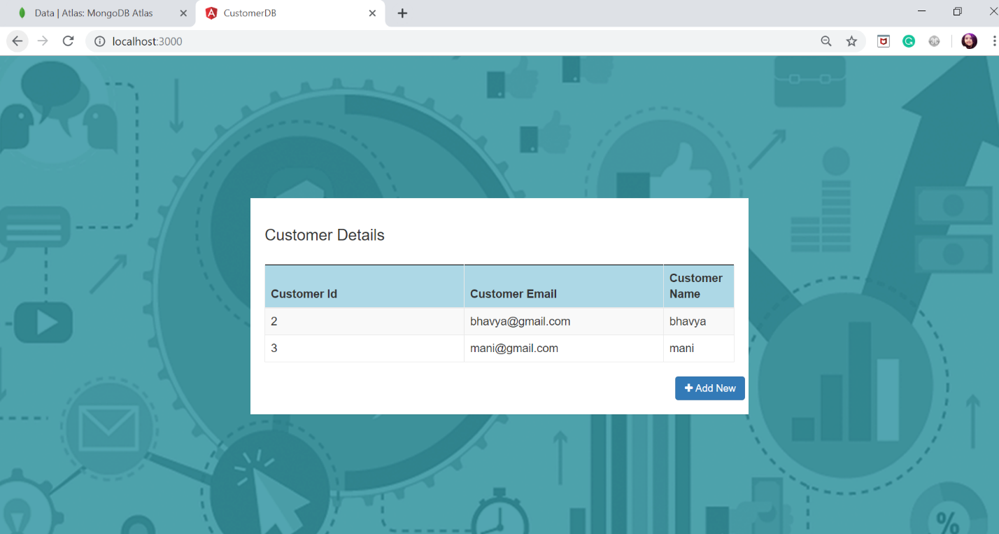 Data | Atlas: MongoDB Atlas
CustomerDB
localhost:3000
Customer Details
Customer Id Customer Email Customer Name
2 bhavya@gmail.com bhavya
3 mani@gmail.com mani
Add New
%